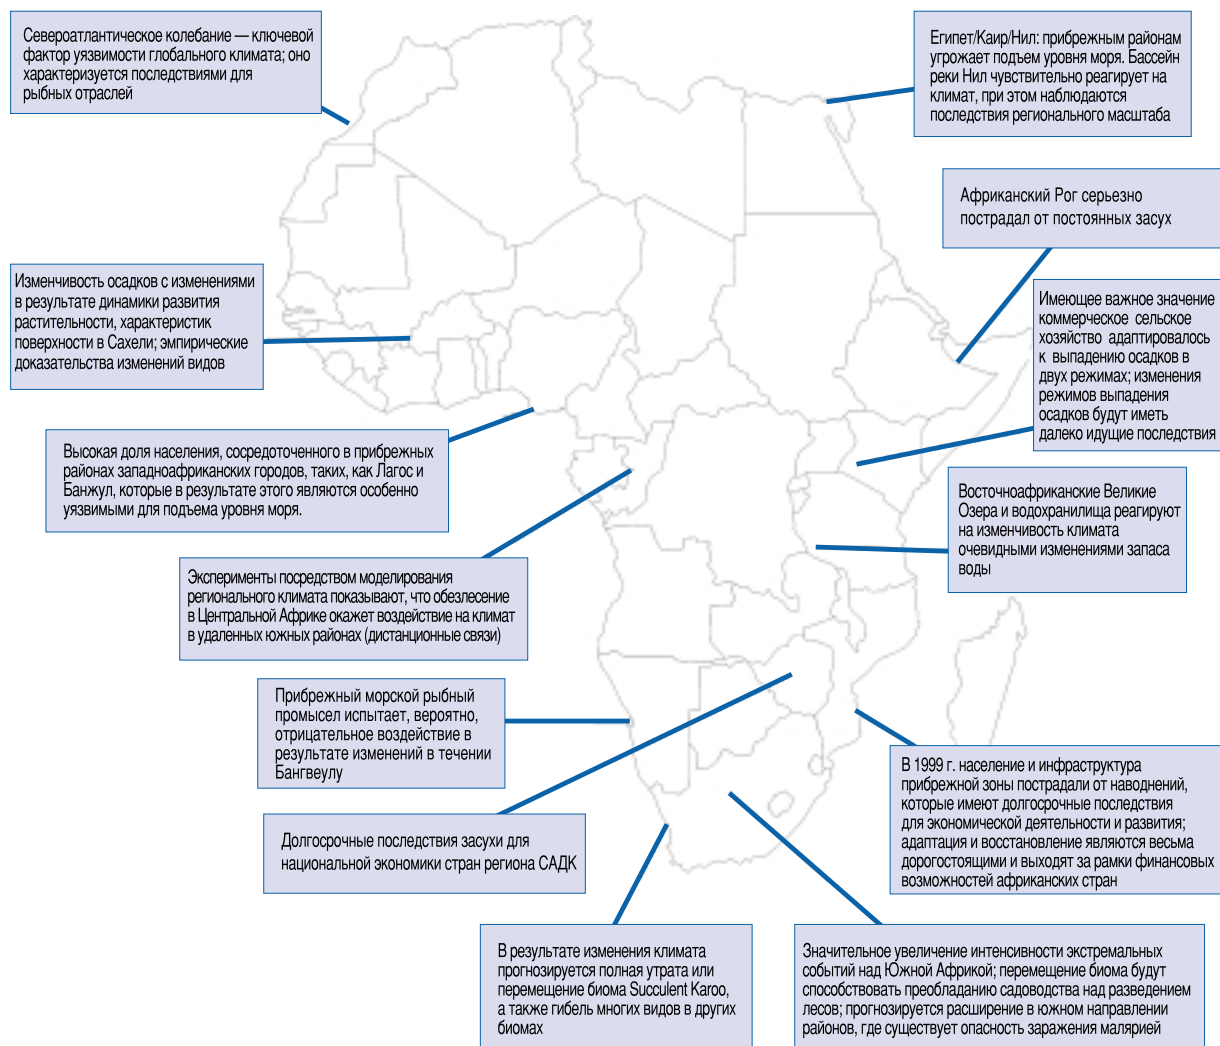 Североатлантическое колебание — ключевой
фактор уязвимости глобального климата; оно
характеризуется последствиями для
рыбных отраслей
Египет/Каир/Нил: прибрежным районам
угрожает подъем уровня моря. Бассейн
реки Нил чувствительно реагирует на
климат, при этом наблюдаются
последствия регионального масштаба
Африканский Рог серьезно
пострадал от постоянных засух
Изменчивость осадков с изменениями
в результате динамики развития
растительности, характеристик
поверхности в Сахели; эмпирические
доказательства изменений видов
Имеющее важное значение
коммерческое сельское
хозяйство адаптировалось
к выпадению осадков в
двух режимах; изменения
режимов выпадения
осадков будут иметь
далеко идущие последствия
Высокая доля населения, сосредоточенного в прибрежных
районах западноафриканских городов, таких, как Лагос и
Банжул, которые в результате этого являются особенно
уязвимыми для подъема уровня моря.
Восточноафриканские Великие
Озера и водохранилища реагируют
на изменчивость климата
очевидными изменениями запаса
воды
Эксперименты посредством моделирования
регионального климата показывают, что обезлесение
в Центральной Африке окажет воздействие на климат
в удаленных южных районах (дистанционные связи)
Прибрежный морской рыбный
промысел испытает, вероятно,
отрицательное воздействие в
результате изменений в течении
Бангвеулу
В 1999 г. население и инфраструктура
прибрежной зоны пострадали от наводнений,
которые имеют долгосрочные последствия
для экономической деятельности и развития;
адаптация и восстановление являются весьма
дорогостоящими и выходят за рамки финансовых
возможностей африканских стран
Долгосрочные последствия засухи для
национальной экономики стран региона САДК
В результате изменения климата
прогнозируется полная утрата или
перемещение биома Succulent Karoo,
а также гибель многих видов в других
биомах
Значительное увеличение интенсивности экстремальных
событий над Южной Африкой; перемещение биома будут
способствовать преобладанию садоводства над разведением
лесов; прогнозируется расширение в южном направлении
районов, где существует опасность заражения малярией